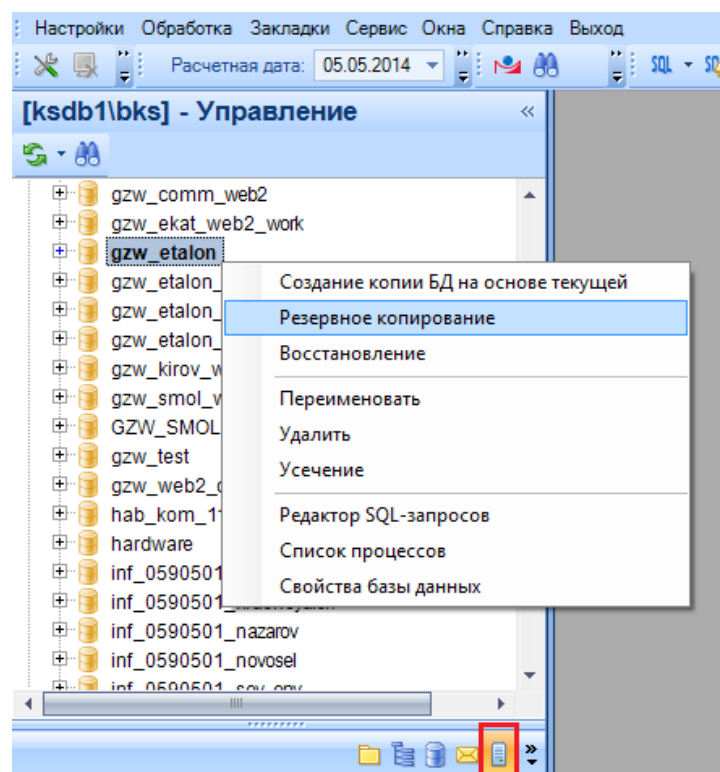 Настройки Обработка Закладки Сервис Окна Справка Выход
Расчетная дата: 05.05.2014 SQL
[ksdb1\bks] - Управление
gzw_comm_web2
gzw_ekat_web2_work
gzw_etalon
gzw_etalon_
gzw_etalon_
gzw_etalon_
gzw_kirov_w
gzw_smol_w
GZW_SMOL
gzw_test
gzw_web2_
hab_kom_1
hardware
inf_0590501
inf_0590501
inf_0590501_nazarov
inf_0590501_novosel
inf_0590501
Создание копии БД на основе текущей
Резервное копирование
Восстановление
Переименовать
Удалить
Усечение
Редактор SQL-запросов
Список процессов
Свойства базы данных